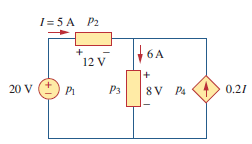 I = 5 A p2
+ −
12 V
6 A
20 V
+
−
p1
p3
+
8 V
−
p4
0.2I